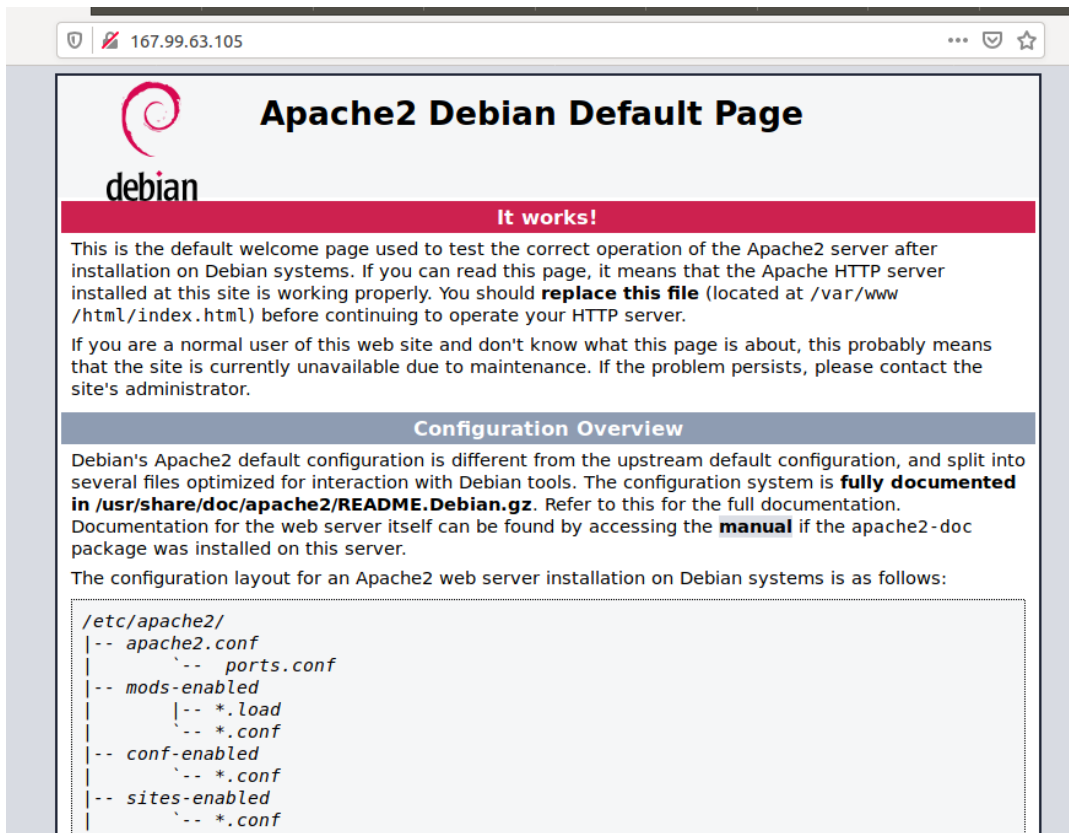 167.99.63.105
Apache2 Debian Default Page
debian
It works!
This is the default welcome page used to test the correct operation of the Apache2 server after
installation on Debian systems. If you can read this page, it means that the Apache HTTP server
installed at this site is working properly. You should replace this file (located at /var/www
/html/index.html) before continuing to operate your HTTP server.
If you are a normal user of this web site and don't know what this page is about, this probably means
that the site is currently unavailable due to maintenance. If the problem persists, please contact the
site's administrator.
Configuration Overview
Debian's Apache2 default configuration is different from the upstream default configuration, and split into
several files optimized for interaction with Debian tools. The configuration system is fully documented
in /usr/share/doc/apache2/README.Debian.gz. Refer to this for the full documentation.
Documentation for the web server itself can be found by accessing the manual if the apache2-doc
package was installed on this server.
The configuration layout for an Apache2 web server installation on Debian systems is as follows:
/etc/apache2/
|-- apache2.conf
|       `--  ports.conf
|-- mods-enabled
|       |-- *.load
|       `-- *.conf
|-- conf-enabled
|       `-- *.conf
|-- sites-enabled
|       `-- *.conf